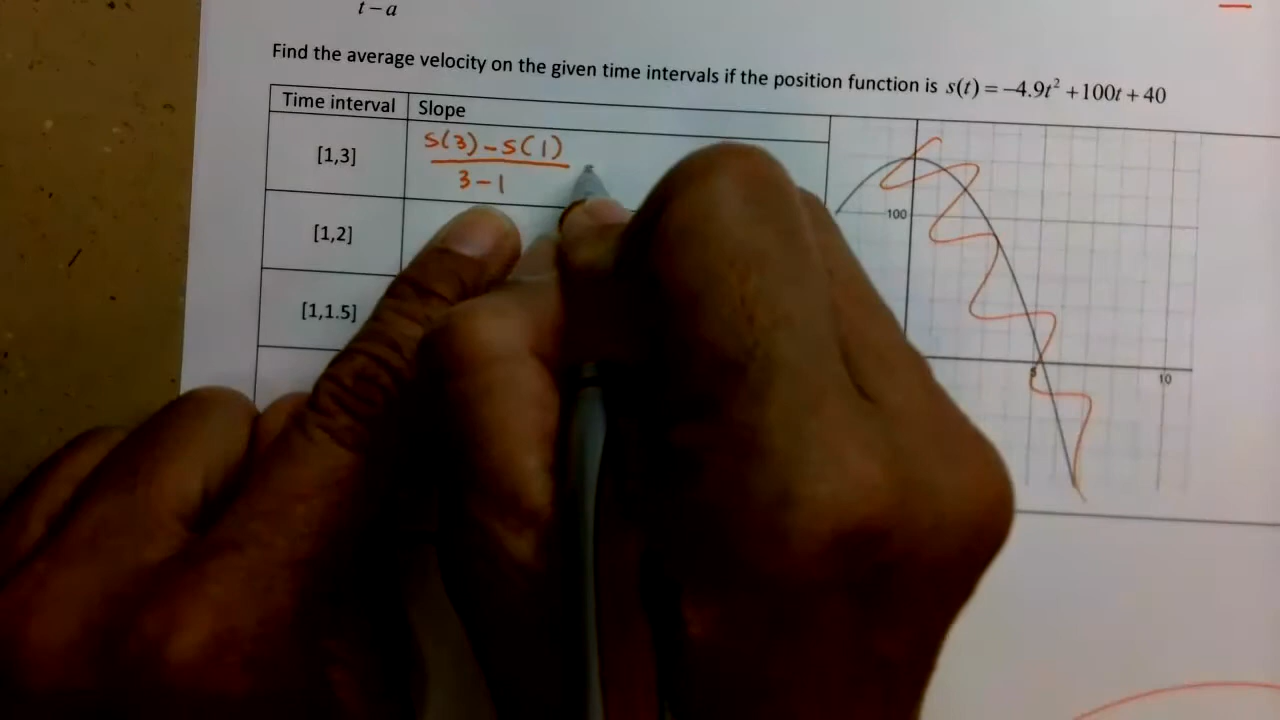 t – a
Find the average velocity on the given time intervals if the position function is s(t) = –4.9t² + 100t + 40
Time interval Slope
[1,3] s(3) – s(1)
3 – 1
[1,2]
[1,1.5]
100
5
10